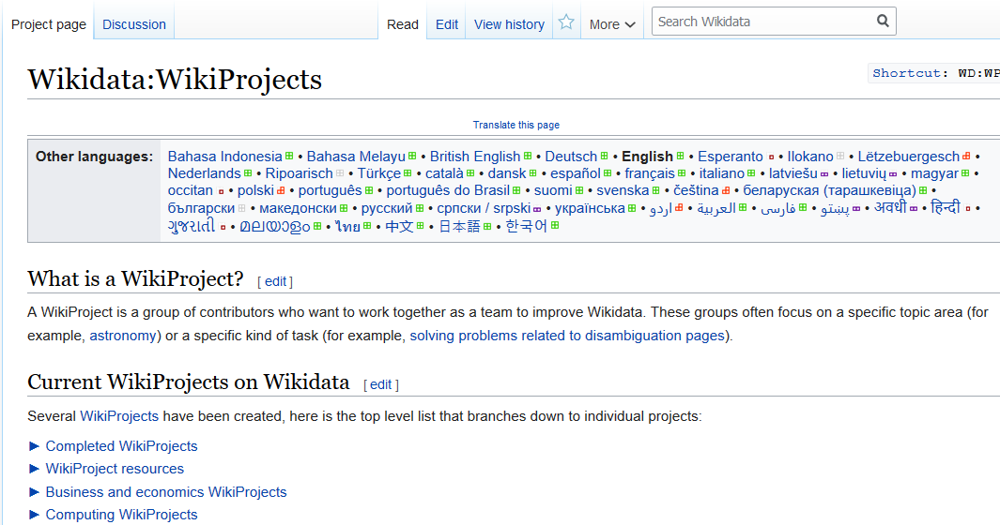 Project page Discussion Read Edit View history More Search Wikidata
Wikidata:WikiProjects
Shortcut: WD:WP
Translate this page
Other languages: Bahasa Indonesia • Bahasa Melayu • British English • Deutsch • English • Esperanto • Ilokano • Lëtzebuergesch •
Nederlands • Ripoarisch • Türkçe • català • dansk • español • français • italiano • latviešu • lietuvių • magyar •
occitan • polski • português • português do Brasil • suomi • svenska • čeština • беларуская (тарашкевіца) •
български • македонски • русский • српски / srpski • українська • اردو • العربية • فارسی • پښتو • अवधी • हिन्दी •
ગુજરાતી • മലയാളം • ไทย • 中文 • 日本語 • 한국어
What is a WikiProject? [ edit ]
A WikiProject is a group of contributors who want to work together as a team to improve Wikidata. These groups often focus on a specific topic area (for
example, astronomy) or a specific kind of task (for example, solving problems related to disambiguation pages).
Current WikiProjects on Wikidata [ edit ]
Several WikiProjects have been created, here is the top level list that branches down to individual projects:
► Completed WikiProjects
► WikiProject resources
► Business and economics WikiProjects
► Computing WikiProjects